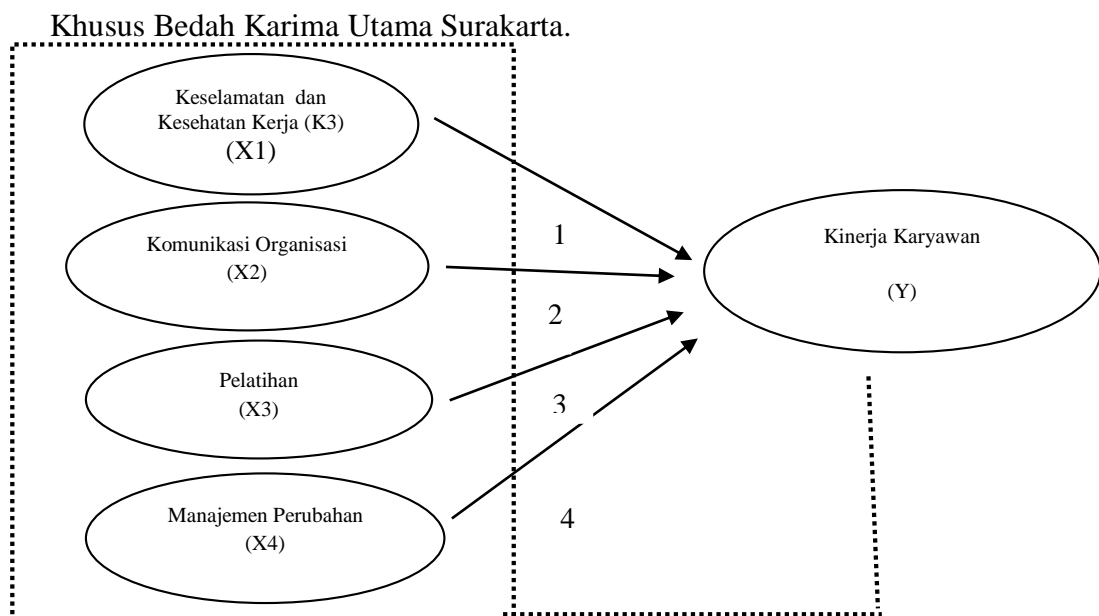 Khusus Bedah Karima Utama Surakarta.
Keselamatan dan
Kesehatan Kerja (K3)
(X1)
Komunikasi Organisasi
(X2)
Pelatihan
(X3)
Manajemen Perubahan
(X4)
1
2
3
4
Kinerja Karyawan
(Y)